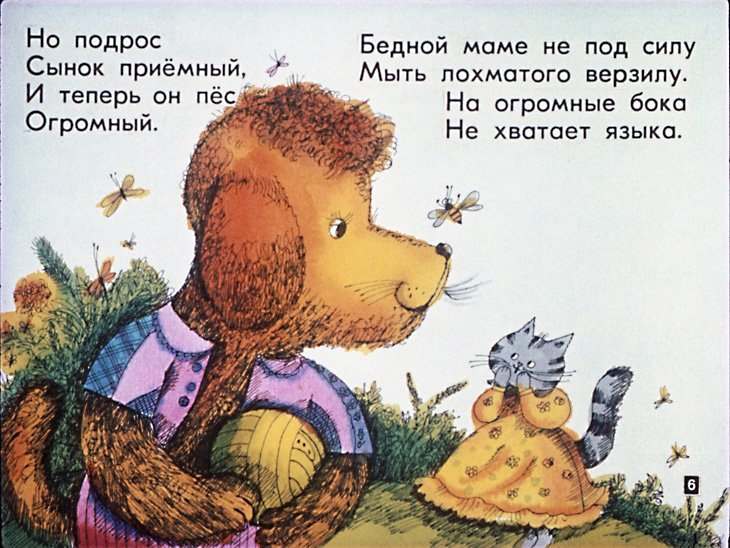 Но подрос
Сынок приёмный,
И теперь он пёс
Огромный.
Бедной маме не под силу
Мыть лохматого верзилу.
На огромные бока
Не хватает языка.
6